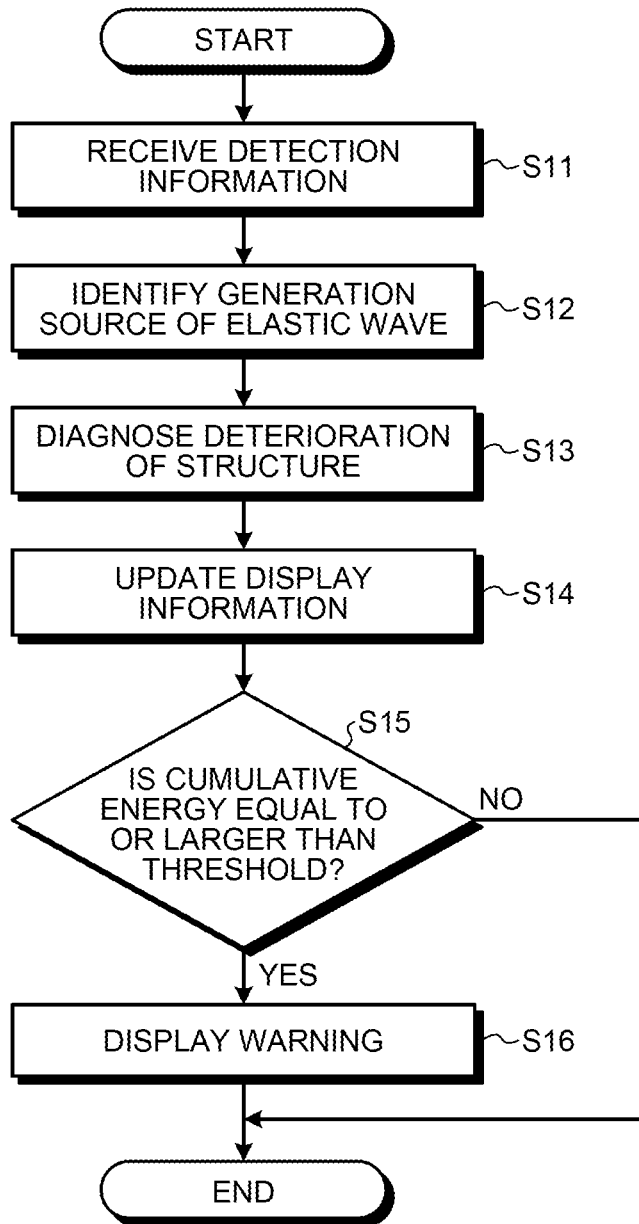 START
RECEIVE DETECTION
INFORMATION
S11
IDENTIFY GENERATION
SOURCE OF ELASTIC WAVE
S12
DIAGNOSE DETERIORATION
OF STRUCTURE
S13
UPDATE DISPLAY
INFORMATION
S14
S15
IS CUMULATIVE
ENERGY EQUAL TO
OR LARGER THAN
THRESHOLD?
NO
YES
DISPLAY WARNING
S16
END